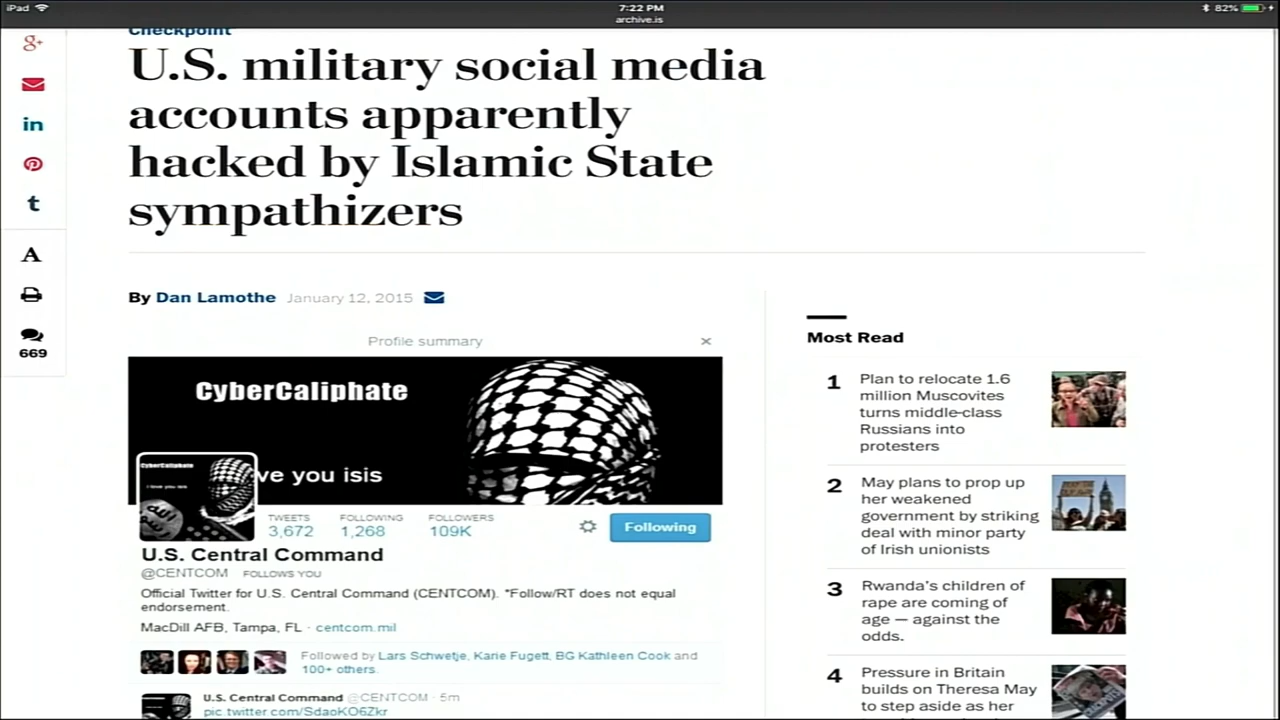 iPad
7:22 PM
82%
archive.is
Checkpoint
U.S. military social media
accounts apparently
hacked by Islamic State
sympathizers
g+
in
t
A
669
By Dan Lamothe January 12, 2015
Profile summary ×
CyberCaliphate
ve you isis
CyberCaliphate
i love you isis
TWEETS
3,672
FOLLOWING
1,268
FOLLOWERS
109K
Following
U.S. Central Command
@CENTCOM FOLLOWS YOU
Official Twitter for U.S. Central Command (CENTCOM). *Follow/RT does not equal
endorsement.
MacDill AFB, Tampa, FL · centcom.mil
Followed by Lars Schwetje, Karie Fugett, BG Kathleen Cook and
100+ others.
U.S. Central Command @CENTCOM · 5m
pic.twitter.com/SdaoKO6Zkr
Most Read
1 Plan to relocate 1.6
million Muscovites
turns middle-class
Russians into
protesters
2 May plans to prop up
her weakened
government by striking
deal with minor party
of Irish unionists
3 Rwanda's children of
rape are coming of
age — against the
odds.
4 Pressure in Britain
builds on Theresa May
to step aside as her